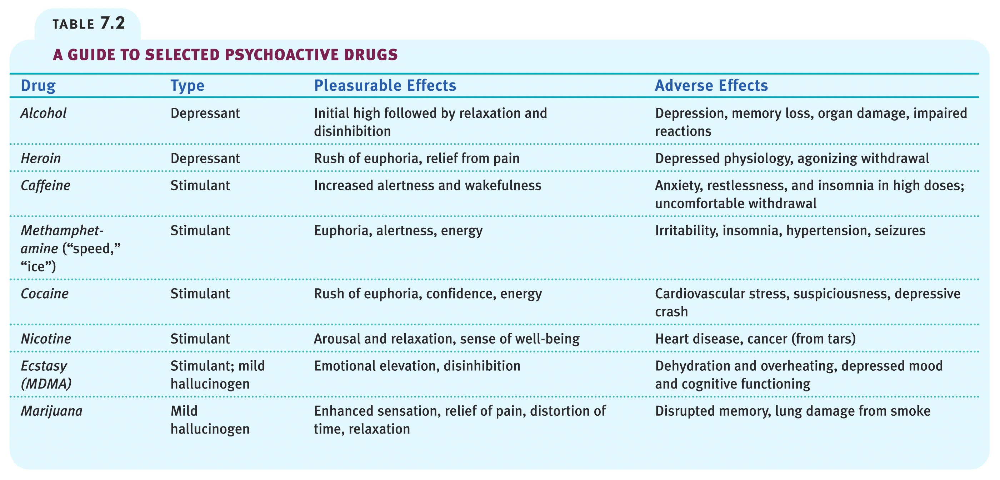 TABLE 7.2
A GUIDE TO SELECTED PSYCHOACTIVE DRUGS
Drug Type Pleasurable Effects Adverse Effects
Alcohol Depressant Initial high followed by relaxation and Depression, memory loss, organ damage, impaired
disinhibition reactions
Heroin Depressant Rush of euphoria, relief from pain Depressed physiology, agonizing withdrawal
Caffeine Stimulant Increased alertness and wakefulness Anxiety, restlessness, and insomnia in high doses;
uncomfortable withdrawal
Methamphet- Stimulant Euphoria, alertness, energy Irritability, insomnia, hypertension, seizures
amine (“speed,”
“ice”)
Cocaine Stimulant Rush of euphoria, confidence, energy Cardiovascular stress, suspiciousness, depressive
crash
Nicotine Stimulant Arousal and relaxation, sense of well-being Heart disease, cancer (from tars)
Ecstasy Stimulant; mild Emotional elevation, disinhibition Dehydration and overheating, depressed mood
(MDMA) hallucinogen and cognitive functioning
Marijuana Mild Enhanced sensation, relief of pain, distortion of Disrupted memory, lung damage from smoke
hallucinogen time, relaxation